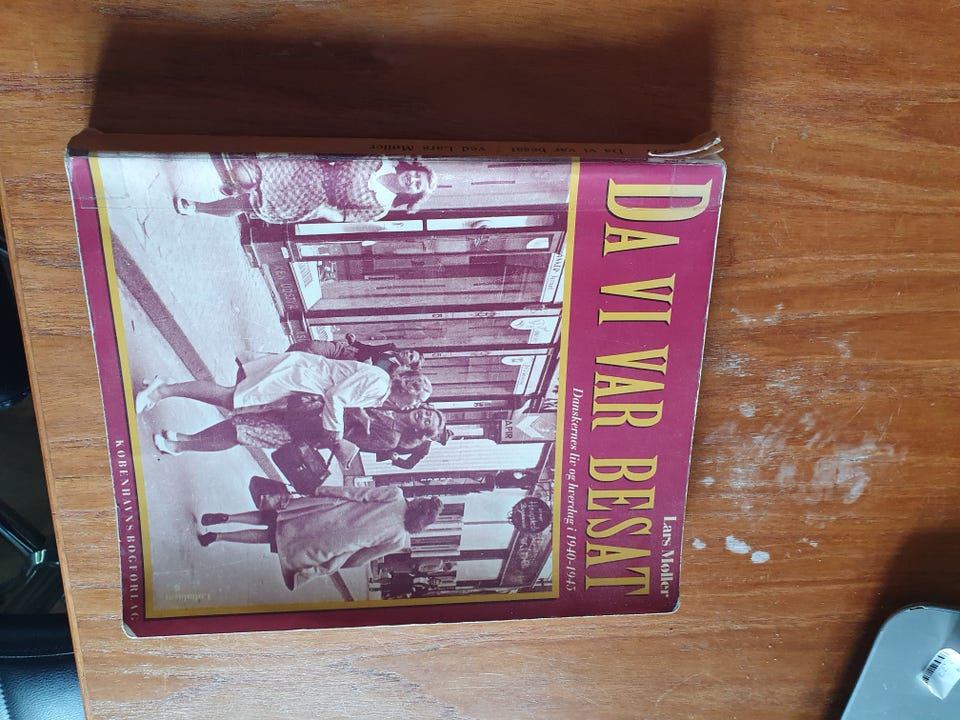 Lars Møller
DA VI VAR BESAT
Danskernes liv og hverdag i 1940-1945
PAPIR
KØBENHAVNS BOGFORLAG
Da vi var besat ved Lars Møller